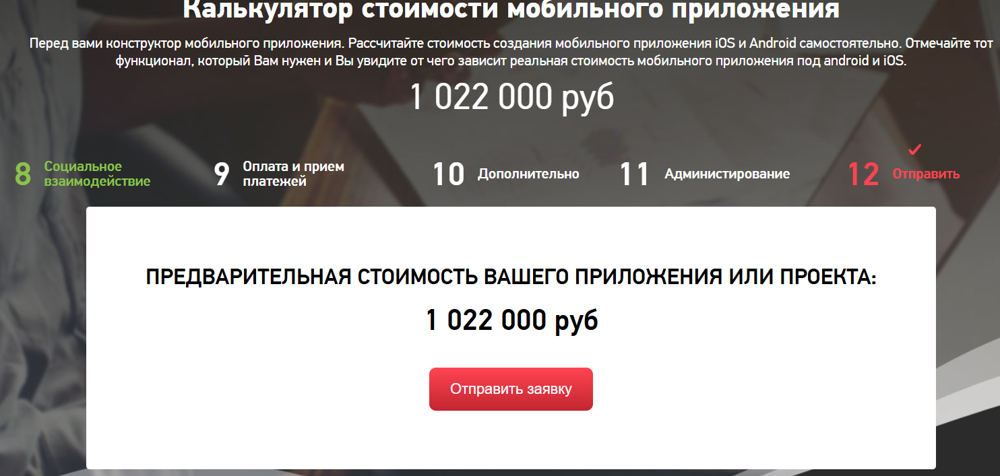 Калькулятор стоимости мобильного приложения
Перед вами конструктор мобильного приложения. Рассчитайте стоимость создания мобильного приложения iOS и Android самостоятельно. Отмечайте тот
функционал, который Вам нужен и Вы увидите от чего зависит реальная стоимость мобильного приложения под android и iOS.
1 022 000 руб
8 Социальное
взаимодействие
9 Оплата и прием
платежей
10 Дополнительно
11 Администирование
12 Отправить
ПРЕДВАРИТЕЛЬНАЯ СТОИМОСТЬ ВАШЕГО ПРИЛОЖЕНИЯ ИЛИ ПРОЕКТА:
1 022 000 руб
Отправить заявку